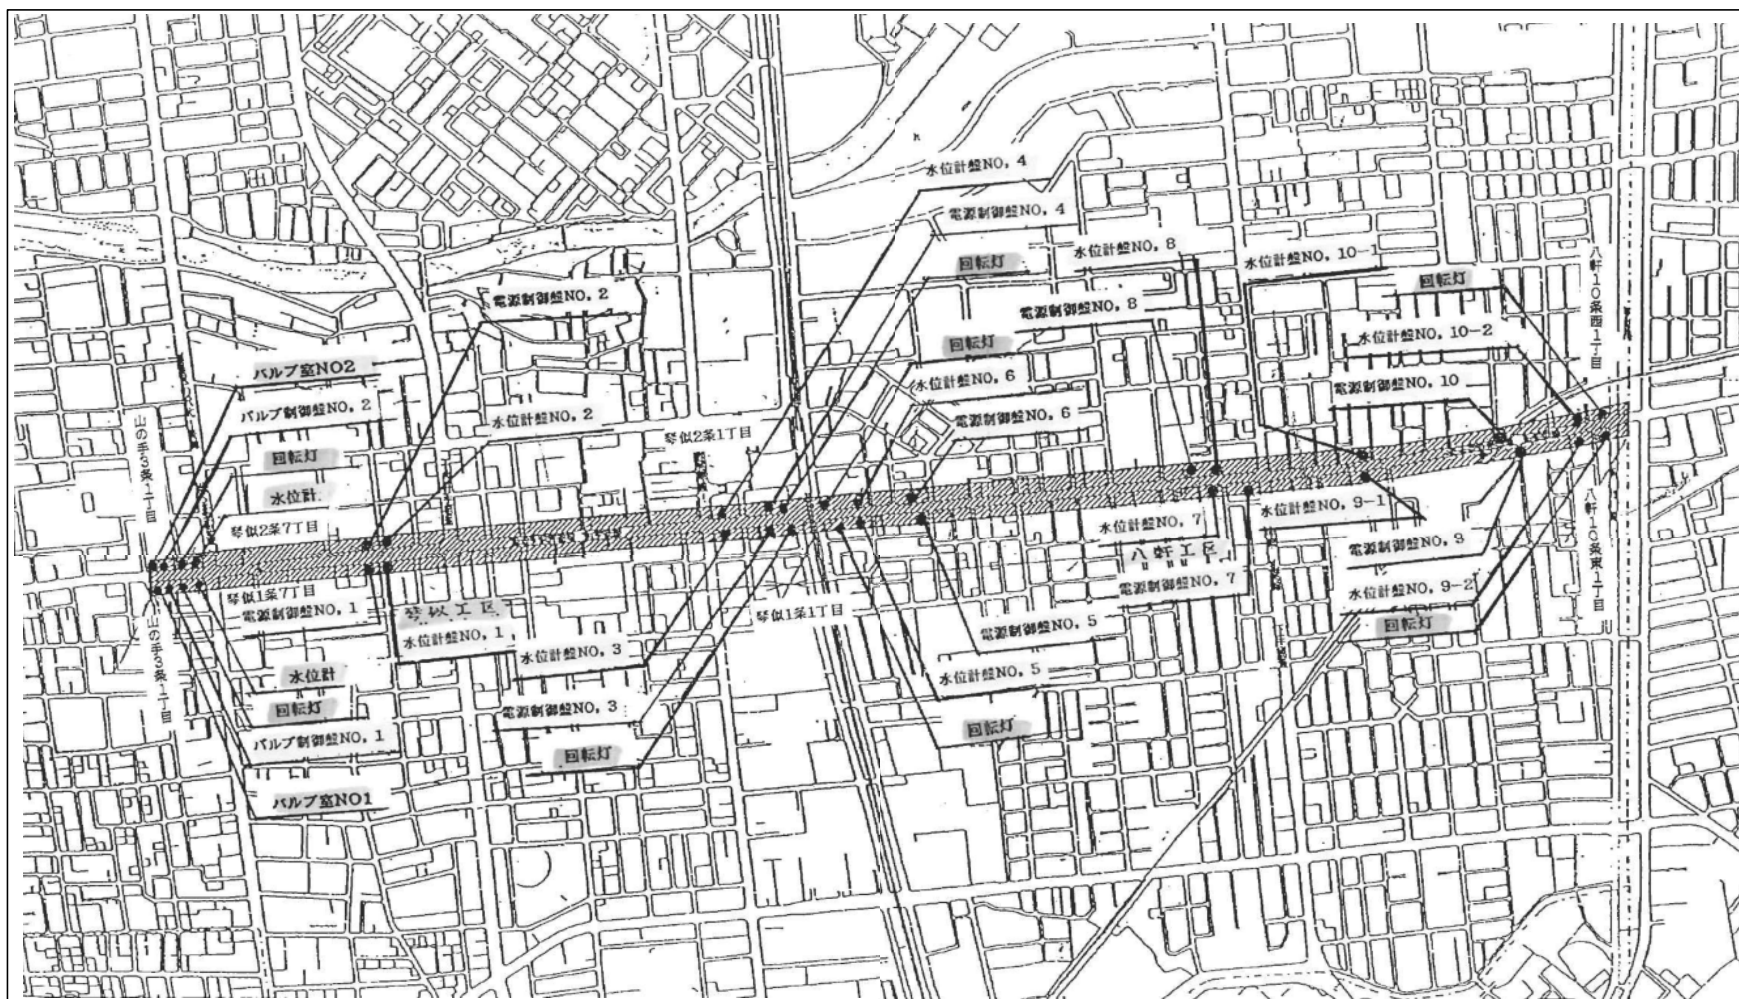 水位計盤NO. 4
電源制御盤NO. 4
回転灯
水位計盤NO. 8
水位計盤NO. 10-1
回転灯
八軒10条西1丁目
電源制御盤NO. 2
電源制御盤NO. 8
水位計盤NO. 10-2
回転灯
バルブ室NO2
水位計盤NO. 6
電源制御盤NO. 10
バルブ制御盤NO. 2
水位計盤NO. 2
電源制御盤NO. 6
琴似2条1丁目
山の手3条1丁目
回転灯
水位計
琴似2条7丁目
水位計盤NO. 7
水位計盤NO. 9-1
八軒10条東1丁目
八軒工区
電源制御盤NO. 3
電源制御盤NO. 7
水位計盤NO. 9-2
琴似1条7丁目
電源制御盤NO. 1
琴似工区
琴似1条1丁目
回転灯
電源制御盤NO. 5
水位計盤NO. 1
山の手3条1丁目
水位計盤NO. 3
水位計
水位計盤NO. 5
回転灯
電源制御盤NO. 3
回転灯
バルブ制御盤NO. 1
回転灯
バルブ室NO1